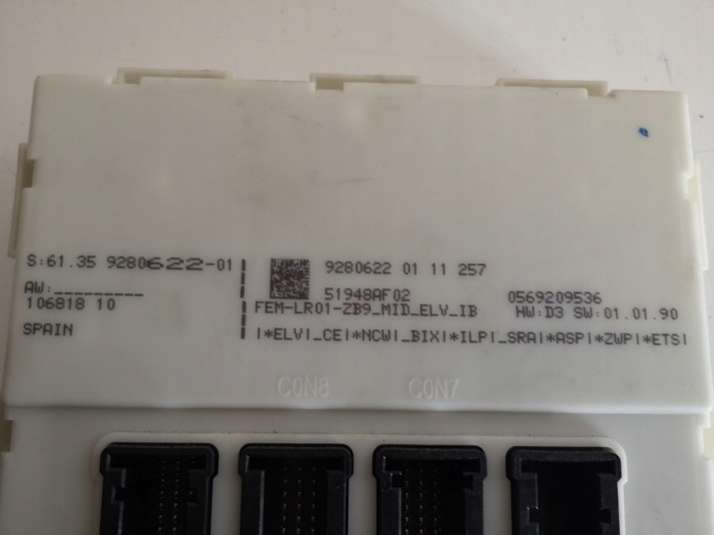 S:61.35 9280622-01
AW:_________
106818 10
SPAIN
9280622 01 11 257
51948AF02 0569209536
FEM-LR01-ZB9_MID_ELV_IB HW:D3 SW:01.01.90
|*ELV|_CE|*NCW|_BIX|*ILP|_SRA|*ASP|*ZWP|*ETS|
CON8 CON7